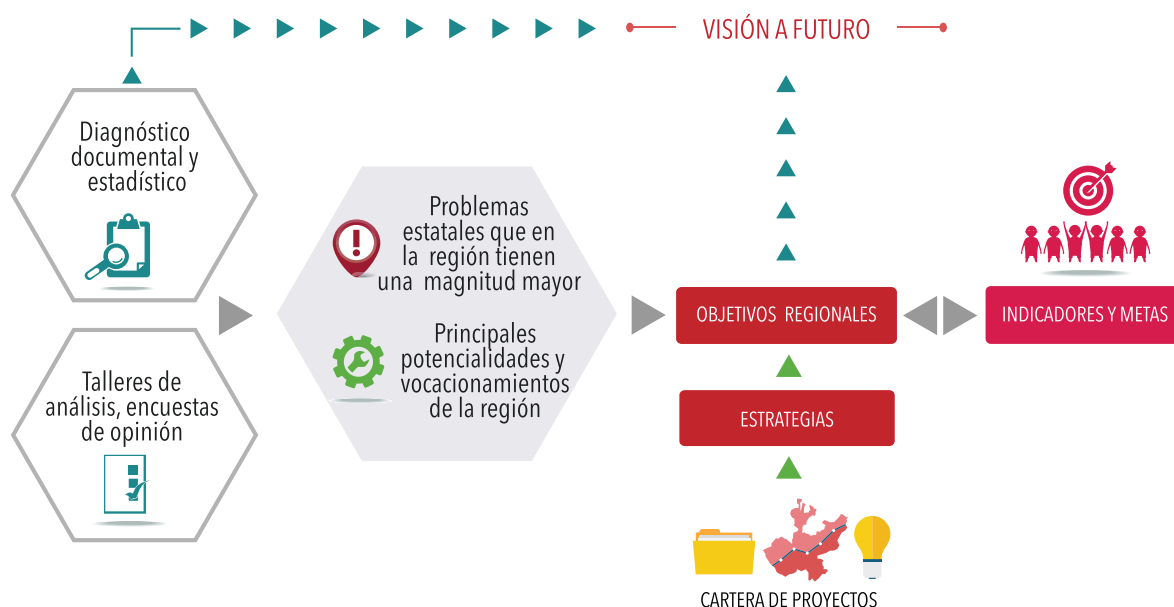 VISIÓN A FUTURO
Diagnóstico
documental y
estadístico
Talleres de
análisis, encuestas
de opinión
Problemas
estatales que en
la región tienen
una magnitud mayor
Principales
potencialidades y
vocacionamientos
de la región
OBJETIVOS REGIONALES
INDICADORES Y METAS
ESTRATEGIAS
CARTERA DE PROYECTOS